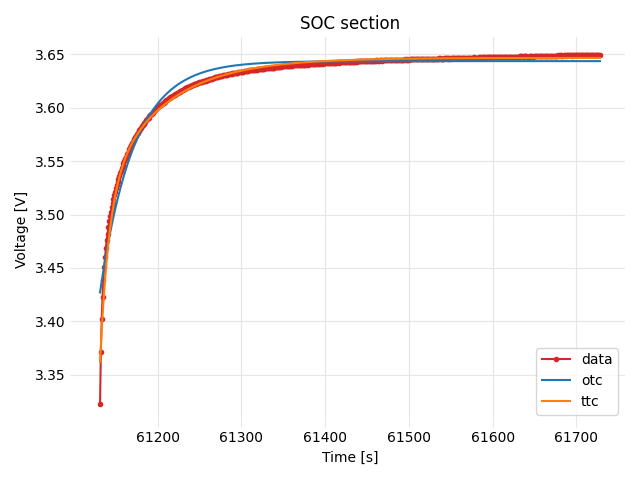 SOC section
Voltage [V]
3.65
3.60
3.55
3.50
3.45
3.40
3.35
data
otc
ttc
61200 61300 61400 61500 61600 61700
Time [s]